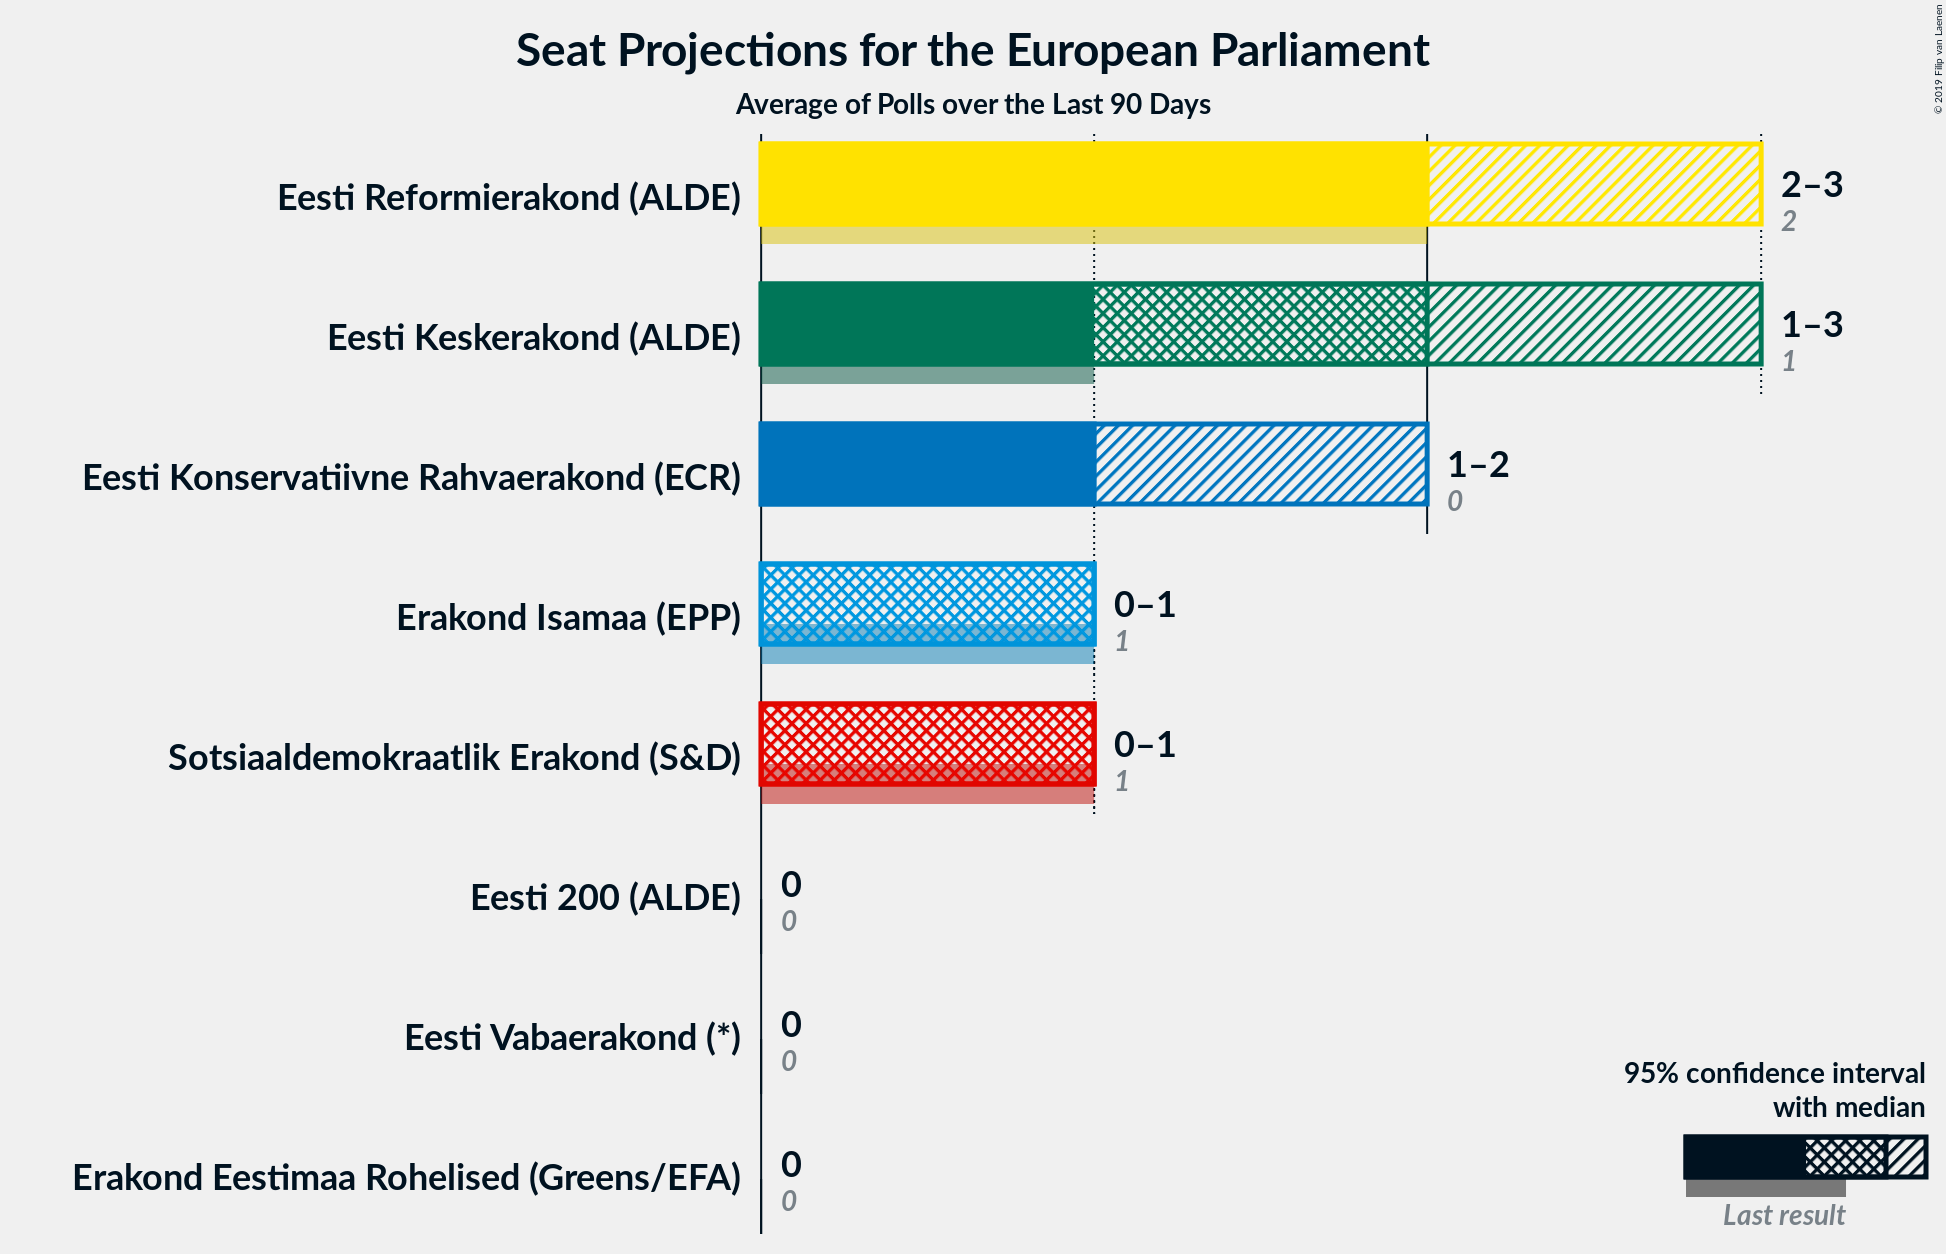 Seat Projections for the European Parliament
Average of Polls over the Last 90 Days
© 2019 Filip van Laenen
Eesti Reformierakond (ALDE)
2–3
2
Eesti Keskerakond (ALDE)
1–3
1
Eesti Konservatiivne Rahvaerakond (ECR)
1–2
0
Erakond Isamaa (EPP)
0–1
1
Sotsiaaldemokraatlik Erakond (S&D)
0–1
1
Eesti 200 (ALDE)
0
0
Eesti Vabaerakond (*)
0
0
Erakond Eestimaa Rohelised (Greens/EFA)
0
0
95% confidence interval
with median
Last result